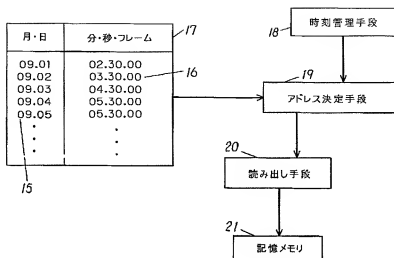 月・日 分・秒・フレーム 17
09.01 02.30.00
09.02 03.30.00 16
09.03 04.30.00
09.04 05.30.00
09.05 05.30.00
15
18
時刻管理手段
19
アドレス決定手段
20
読み出し手段
21
記憶メモリ